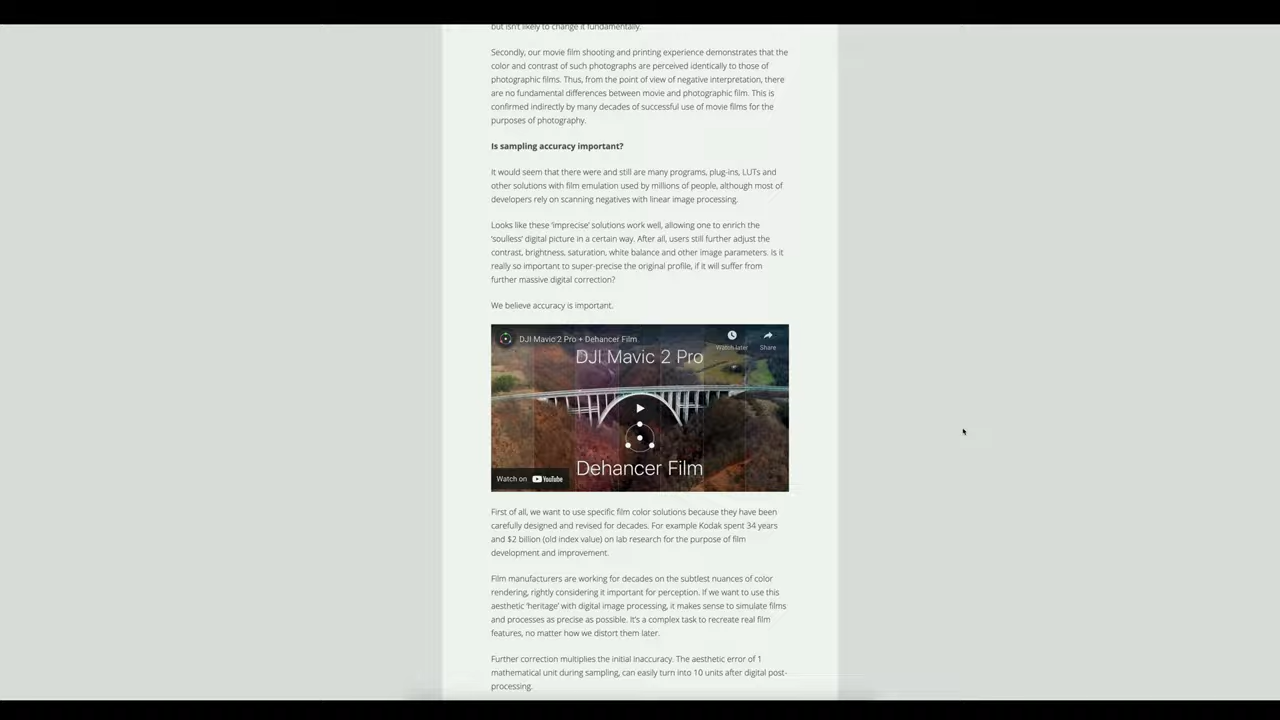 but isn't likely to change it fundamentally.
Secondly, our movie film shooting and printing experience demonstrates that the
color and contrast of such photographs are perceived identically to those of
photographic films. Thus, from the point of view of negative interpretation, there
are no fundamental differences between movie and photographic film. This is
confirmed indirectly by many decades of successful use of movie films for the
purposes of photography.
Is sampling accuracy important?
It would seem that there were and still are many programs, plug-ins, LUTs and
other solutions with film emulation used by millions of people, although most of
developers rely on scanning negatives with linear image processing.
Looks like these 'imprecise' solutions work well, allowing one to enrich the
'soulless' digital picture in a certain way. After all, users still further adjust the
contrast, brightness, saturation, white balance and other image parameters. Is it
really so important to super-precise the original profile, if it will suffer from
further massive digital correction?
We believe accuracy is important.
DJI Mavic 2 Pro + Dehancer Film
Watch later
Share
DJI Mavic 2 Pro
Dehancer Film
Watch on YouTube
First of all, we want to use specific film color solutions because they have been
carefully designed and revised for decades. For example Kodak spent 34 years
and $2 billion (old index value) on lab research for the purpose of film
development and improvement.
Film manufacturers are working for decades on the subtlest nuances of color
rendering, rightly considering it important for perception. If we want to use this
aesthetic 'heritage' with digital image processing, it makes sense to simulate films
and processes as precise as possible. It's a complex task to recreate real film
features, no matter how we distort them later.
Further correction multiplies the initial inaccuracy. The aesthetic error of 1
mathematical unit during sampling, can easily turn into 10 units after digital post-
processing.